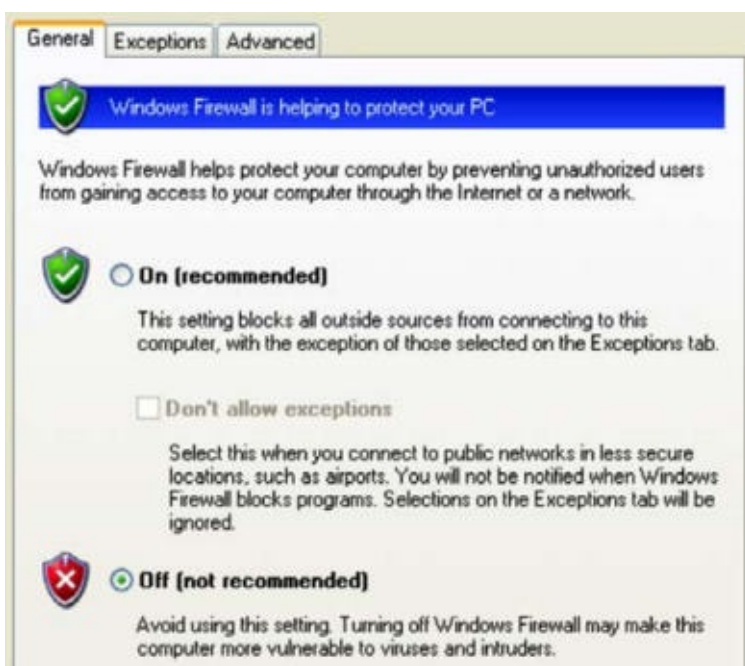 General Exceptions Advanced
Windows Firewall is helping to protect your PC
Windows Firewall helps protect your computer by preventing unauthorized users
from gaining access to your computer through the Internet or a network.
On (recommended)
This setting blocks all outside sources from connecting to this
computer, with the exception of those selected on the Exceptions tab.
Don't allow exceptions
Select this when you connect to public networks in less secure
locations, such as airports. You will not be notified when Windows
Firewall blocks programs. Selections on the Exceptions tab will be
ignored.
Off (not recommended)
Avoid using this setting. Turning off Windows Firewall may make this
computer more vulnerable to viruses and intruders.